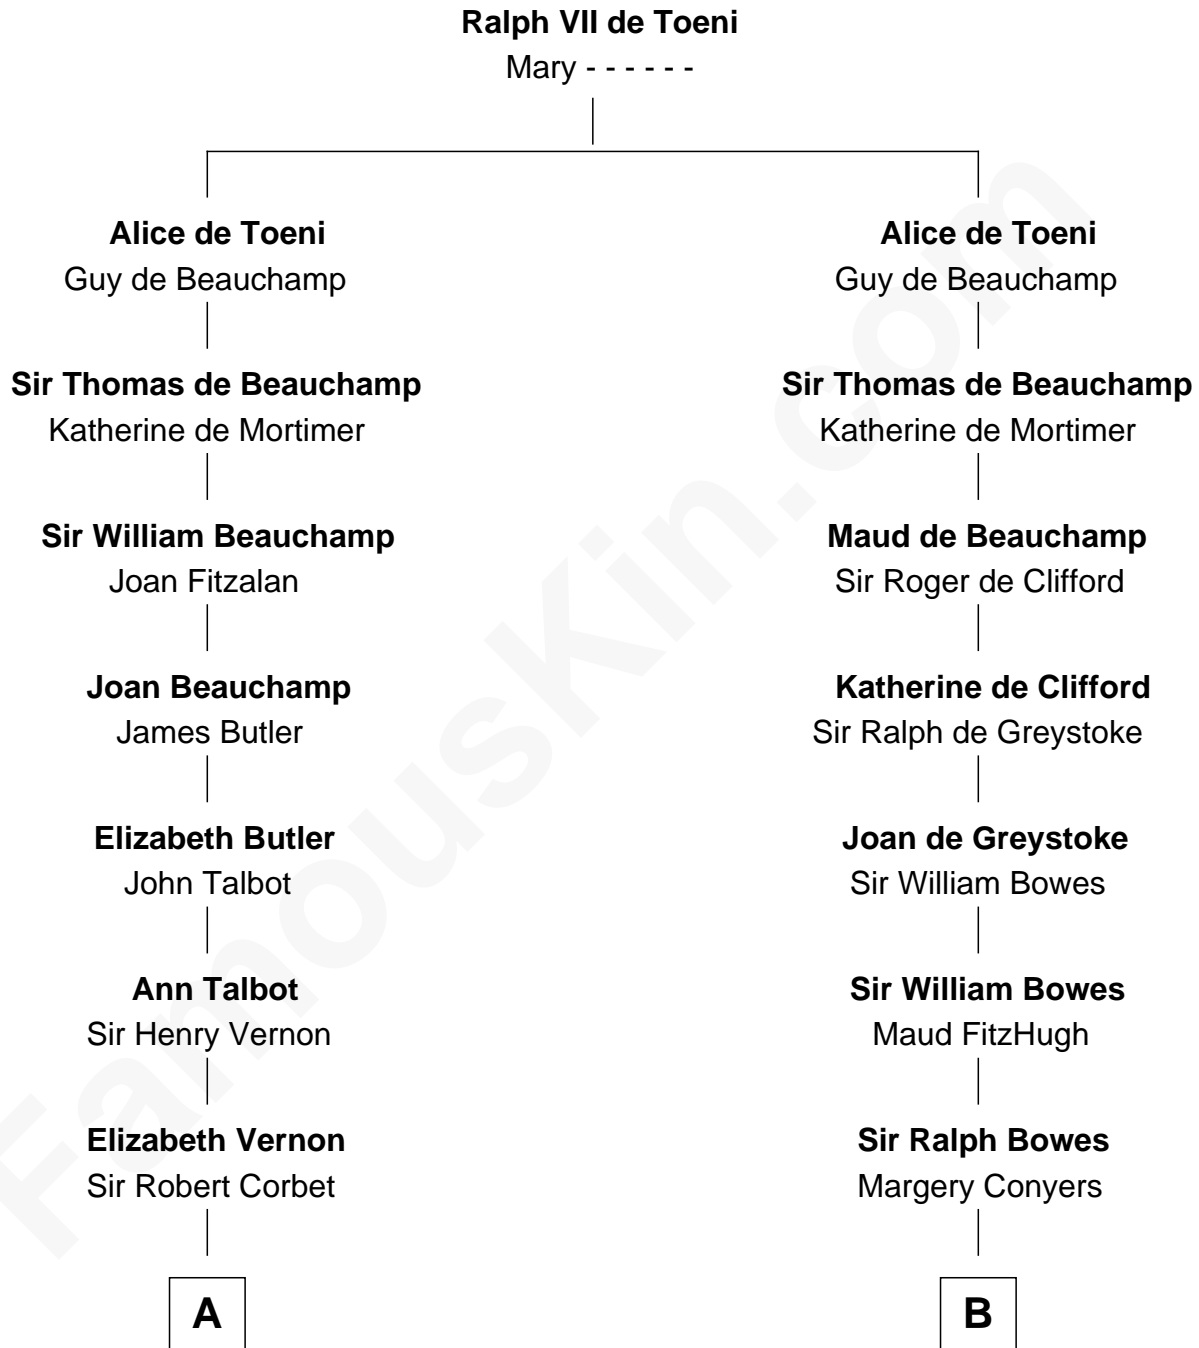 Ralph VII de Toeni
Mary - - - - - -
Alice de Toeni
Guy de Beauchamp
Sir Thomas de Beauchamp
Katherine de Mortimer
Sir William Beauchamp
Joan Fitzalan
Joan Beauchamp
James Butler
Elizabeth Butler
John Talbot
Ann Talbot
Sir Henry Vernon
Elizabeth Vernon
Sir Robert Corbet
A
Alice de Toeni
Guy de Beauchamp
Sir Thomas de Beauchamp
Katherine de Mortimer
Maud de Beauchamp
Sir Roger de Clifford
Katherine de Clifford
Sir Ralph de Greystoke
Joan de Greystoke
Sir William Bowes
Sir William Bowes
Maud FitzHugh
Sir Ralph Bowes
Margery Conyers
B
FamousKin.com